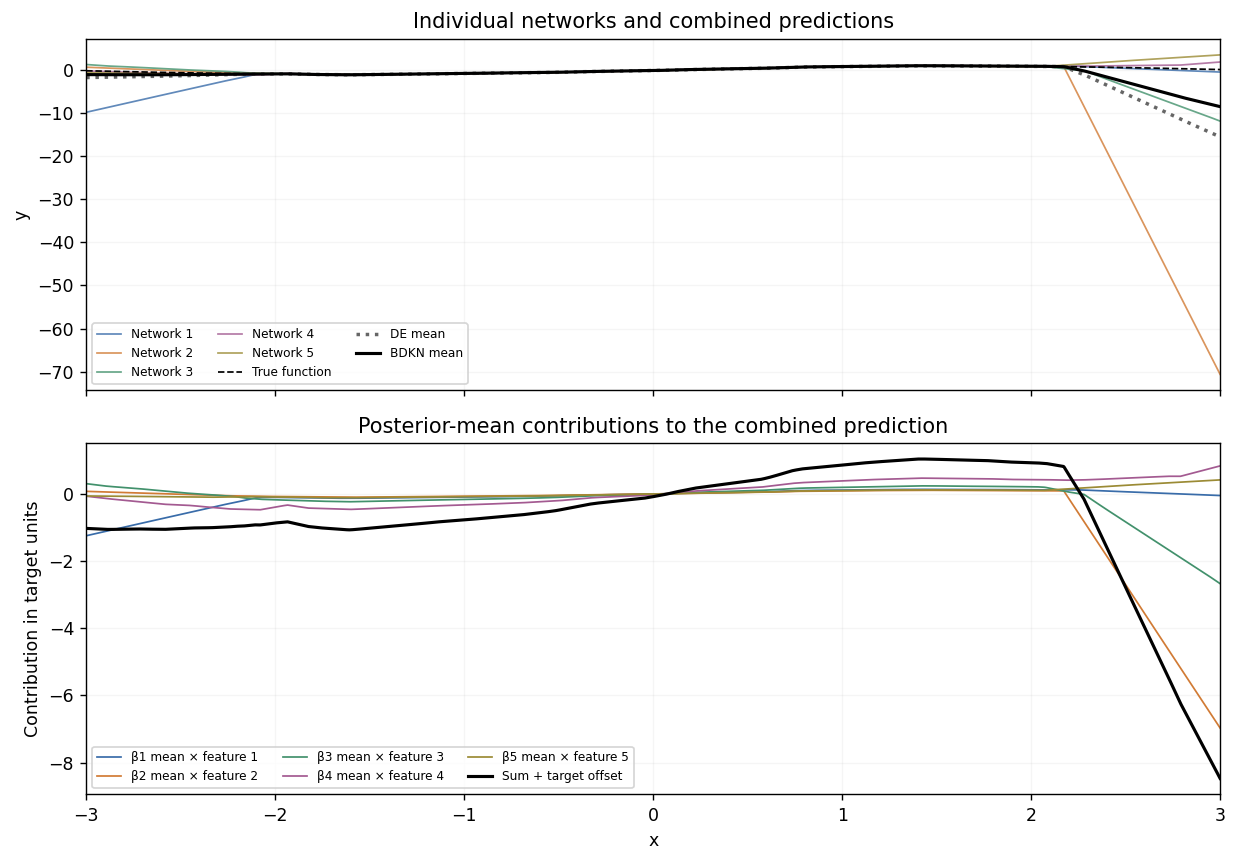 Individual networks and combined predictions
y
0
−10
−20
−30
−40
−50
−60
−70
Network 1
Network 2
Network 3
Network 4
Network 5
True function
DE mean
BDKN mean
Posterior-mean contributions to the combined prediction
Contribution in target units
0
−2
−4
−6
−8
β1 mean × feature 1
β2 mean × feature 2
β3 mean × feature 3
β4 mean × feature 4
β5 mean × feature 5
Sum + target offset
−3 −2 −1 0 1 2 3
x